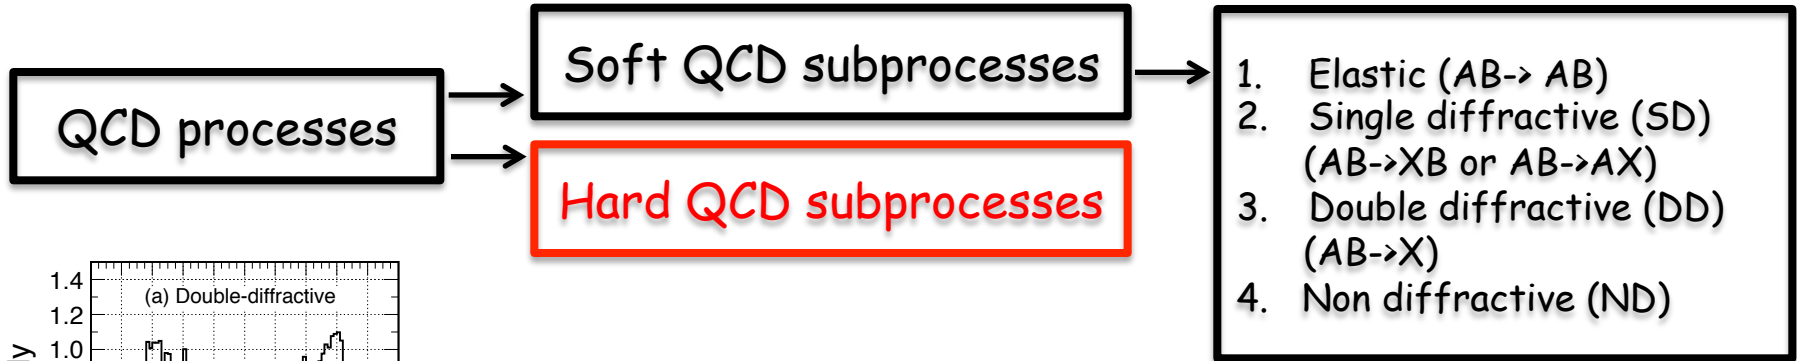 QCD processes
Soft QCD subprocesses
Hard QCD subprocesses
1. Elastic (AB-> AB)
2. Single diffractive (SD)
(AB->XB or AB->AX)
3. Double diffractive (DD)
(AB->X)
4. Non diffractive (ND)
1.4
(a) Double-diffractive
1.2
1.0